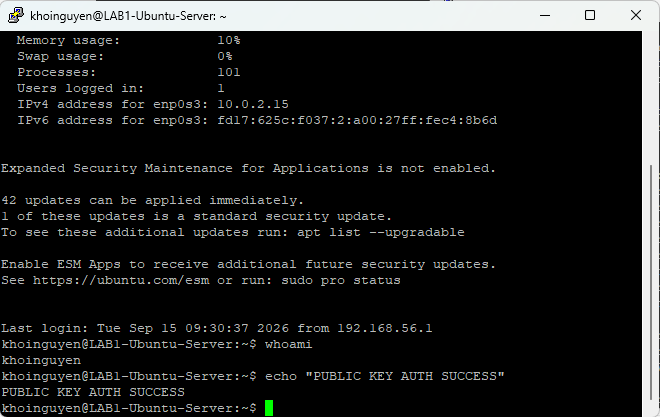 khoinguyen@LAB1-Ubuntu-Server: ~
Memory usage: 10%
Swap usage: 0%
Processes: 101
Users logged in: 1
IPv4 address for enp0s3: 10.0.2.15
IPv6 address for enp0s3: fd17:625c:f037:2:a00:27ff:fec4:8b6d
Expanded Security Maintenance for Applications is not enabled.
42 updates can be applied immediately.
1 of these updates is a standard security update.
To see these additional updates run: apt list --upgradable
Enable ESM Apps to receive additional future security updates.
See https://ubuntu.com/esm or run: sudo pro status
Last login: Tue Sep 15 09:30:37 2026 from 192.168.56.1
khoinguyen@LAB1-Ubuntu-Server:~$ whoami
khoinguyen
khoinguyen@LAB1-Ubuntu-Server:~$ echo "PUBLIC KEY AUTH SUCCESS"
PUBLIC KEY AUTH SUCCESS
khoinguyen@LAB1-Ubuntu-Server:~$